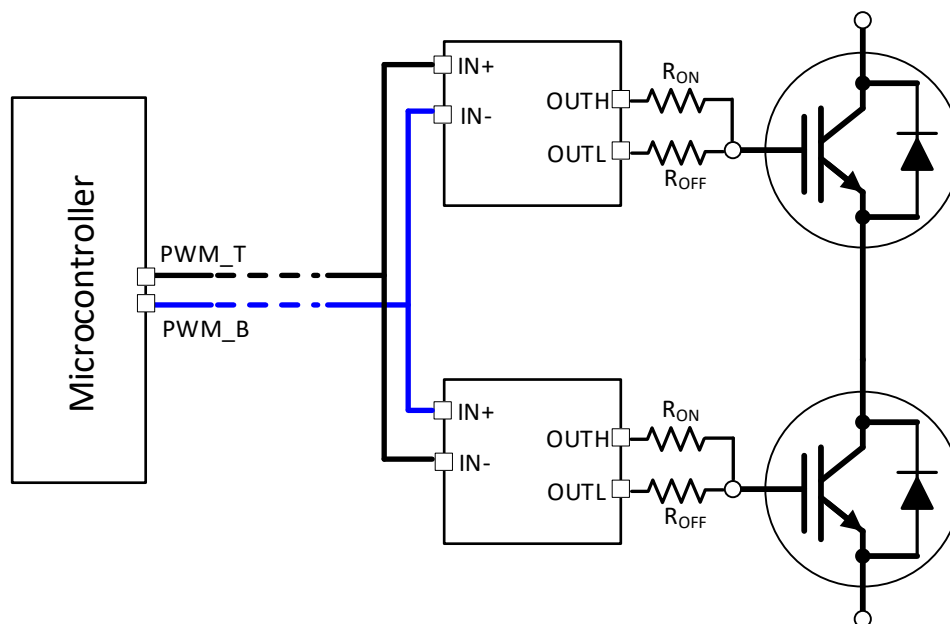 Microcontroller
PWM_T
PWM_B
IN+
IN-
OUTH
OUTL
RON
ROFF
IN+
IN-
OUTH
OUTL
RON
ROFF